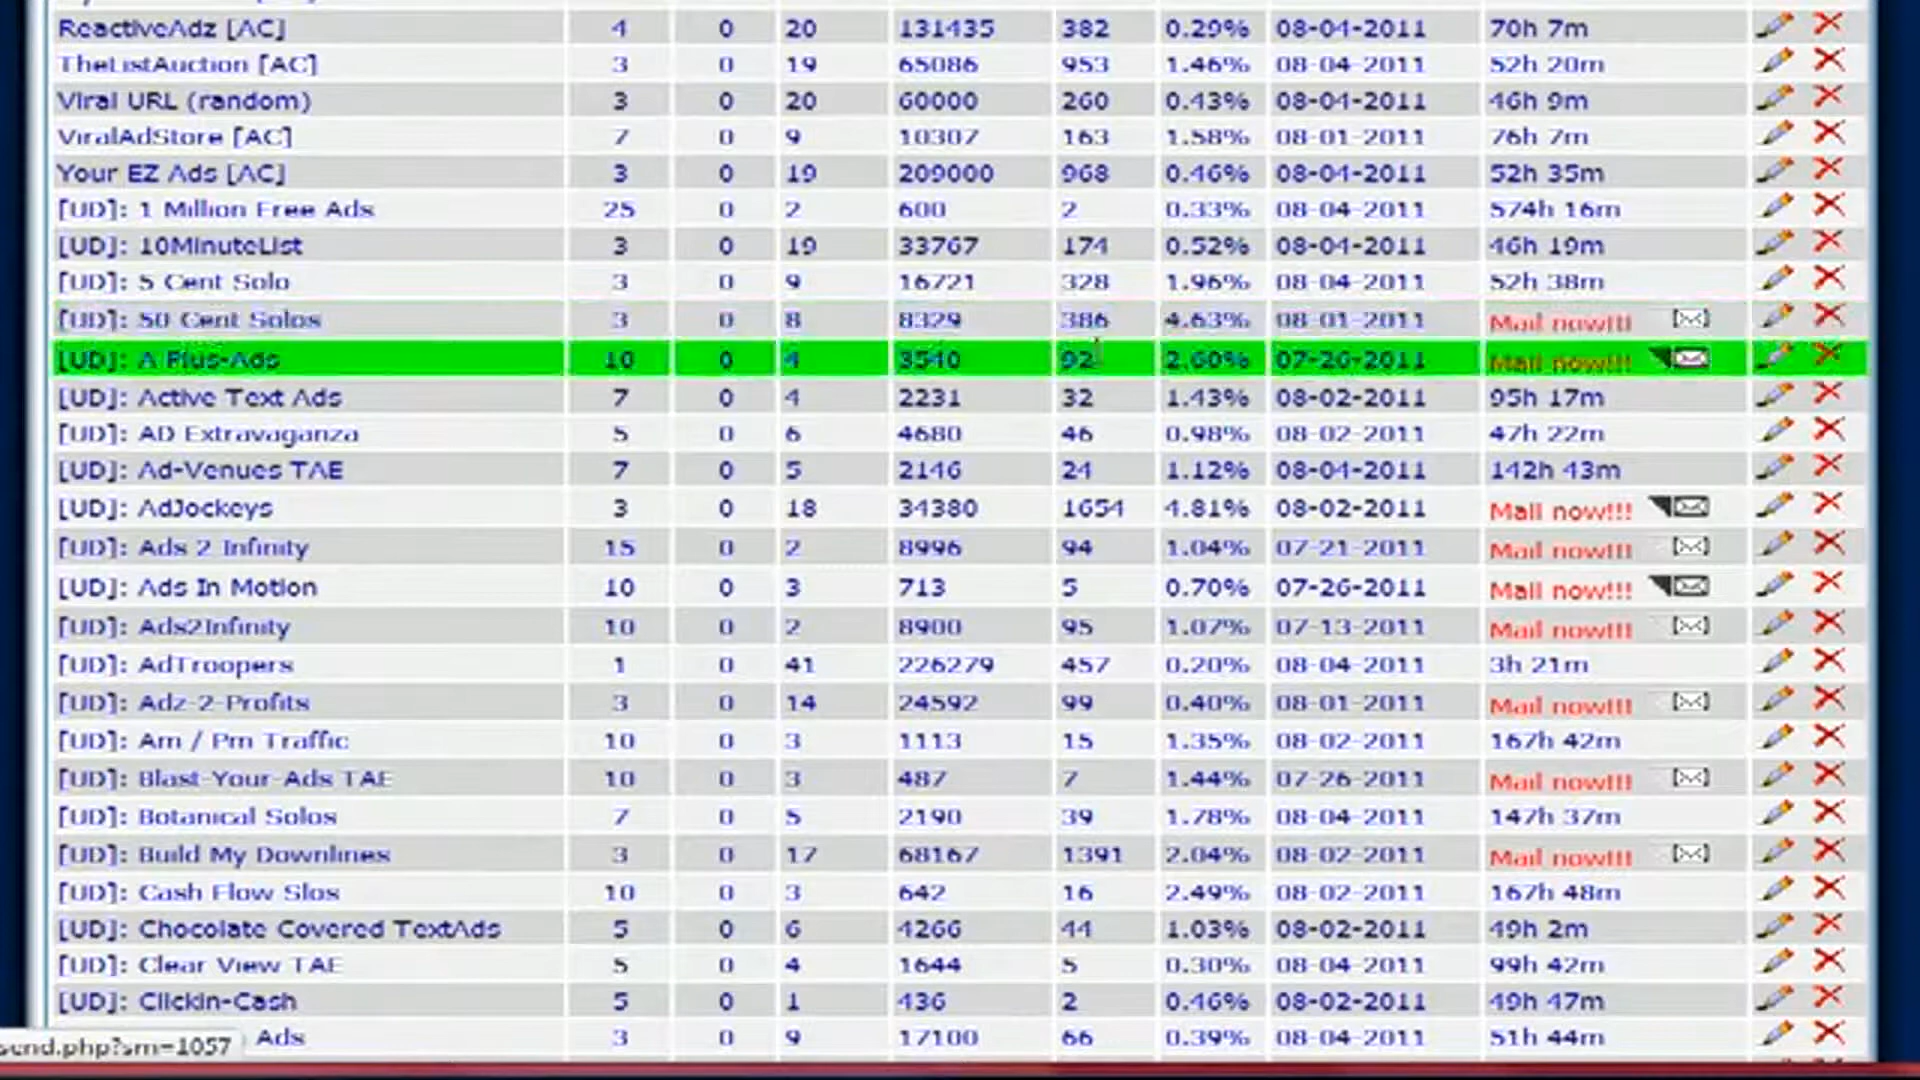 ReactiveAdz [AC] 4 0 20 131435 382 0.29% 08-04-2011 70h 7m
TheListAuction [AC] 3 0 19 65086 953 1.46% 08-04-2011 52h 20m
Viral URL (random) 3 0 20 60000 260 0.43% 08-04-2011 46h 9m
ViralAdStore [AC] 7 0 9 10307 163 1.58% 08-01-2011 76h 7m
Your EZ Ads [AC] 3 0 19 209000 968 0.46% 08-04-2011 52h 35m
[UD]: 1 Million Free Ads 25 0 2 600 2 0.33% 08-04-2011 574h 16m
[UD]: 10MinuteList 3 0 19 33767 174 0.52% 08-04-2011 46h 19m
[UD]: 5 Cent Solo 3 0 9 16721 328 1.96% 08-04-2011 52h 38m
[UD]: 50 Cent Solos 3 0 8 8329 386 4.63% 08-01-2011 Mail now!!!
[UD]: A Plus-Ads 10 0 4 3540 92 2.60% 07-26-2011 Mail now!!!
[UD]: Active Text Ads 7 0 4 2231 32 1.43% 08-02-2011 95h 17m
[UD]: AD Extravaganza 5 0 6 4680 46 0.98% 08-02-2011 47h 22m
[UD]: Ad-Venues TAE 7 0 5 2146 24 1.12% 08-04-2011 142h 43m
[UD]: AdJockeys 3 0 18 34380 1654 4.81% 08-02-2011 Mail now!!!
[UD]: Ads 2 Infinity 15 0 2 8996 94 1.04% 07-21-2011 Mail now!!!
[UD]: Ads In Motion 10 0 3 713 5 0.70% 07-26-2011 Mail now!!!
[UD]: Ads2Infinity 10 0 2 8900 95 1.07% 07-13-2011 Mail now!!!
[UD]: AdTroopers 1 0 41 226279 457 0.20% 08-04-2011 3h 21m
[UD]: Adz-2-Profits 3 0 14 24592 99 0.40% 08-01-2011 Mail now!!!
[UD]: Am / Pm Traffic 10 0 3 1113 15 1.35% 08-02-2011 167h 42m
[UD]: Blast-Your-Ads TAE 10 0 3 487 7 1.44% 07-26-2011 Mail now!!!
[UD]: Botanical Solos 7 0 5 2190 39 1.78% 08-04-2011 147h 37m
[UD]: Build My Downlines 3 0 17 68167 1391 2.04% 08-02-2011 Mail now!!!
[UD]: Cash Flow Slos 10 0 3 642 16 2.49% 08-02-2011 167h 48m
[UD]: Chocolate Covered TextAds 5 0 6 4266 44 1.03% 08-02-2011 49h 2m
[UD]: Clear View TAE 5 0 4 1644 5 0.30% 08-04-2011 99h 42m
[UD]: Clickin-Cash 5 0 1 436 2 0.46% 08-02-2011 49h 47m
send.php?sm=1057 Ads 3 0 9 17100 66 0.39% 08-04-2011 51h 44m